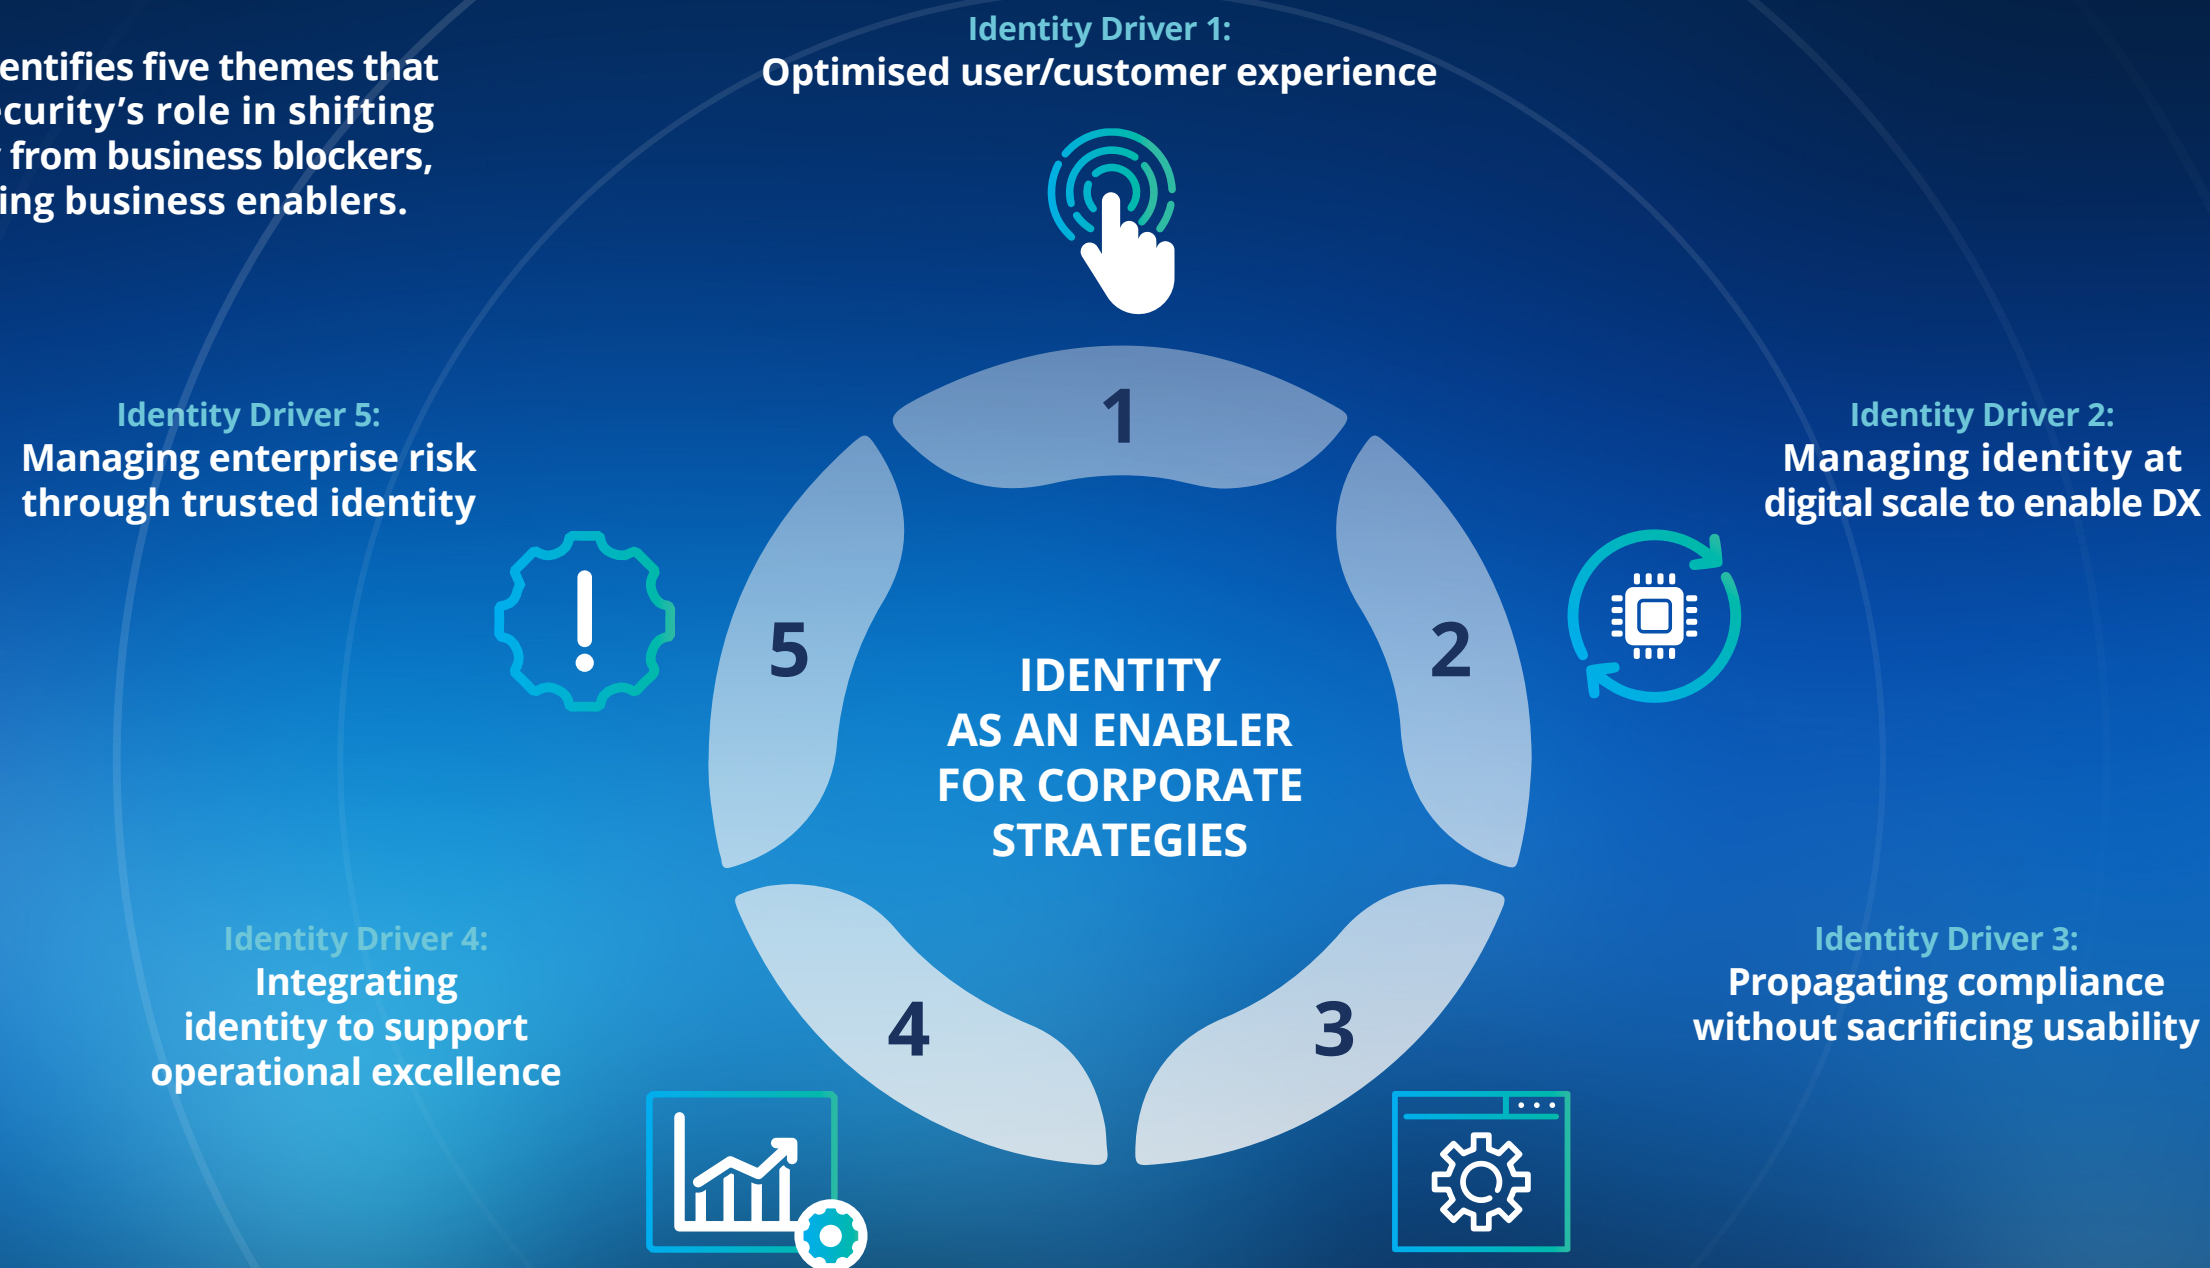 entifies five themes that
curity’s role in shifting
from business blockers,
ing business enablers.
Identity Driver 1:
Optimised user/customer experience
Identity Driver 5:
Managing enterprise risk
through trusted identity
Identity Driver 2:
Managing identity at
digital scale to enable DX
1
2
3
4
5
IDENTITY
AS AN ENABLER
FOR CORPORATE
STRATEGIES
Identity Driver 4:
Integrating
identity to support
operational excellence
Identity Driver 3:
Propagating compliance
without sacrificing usability